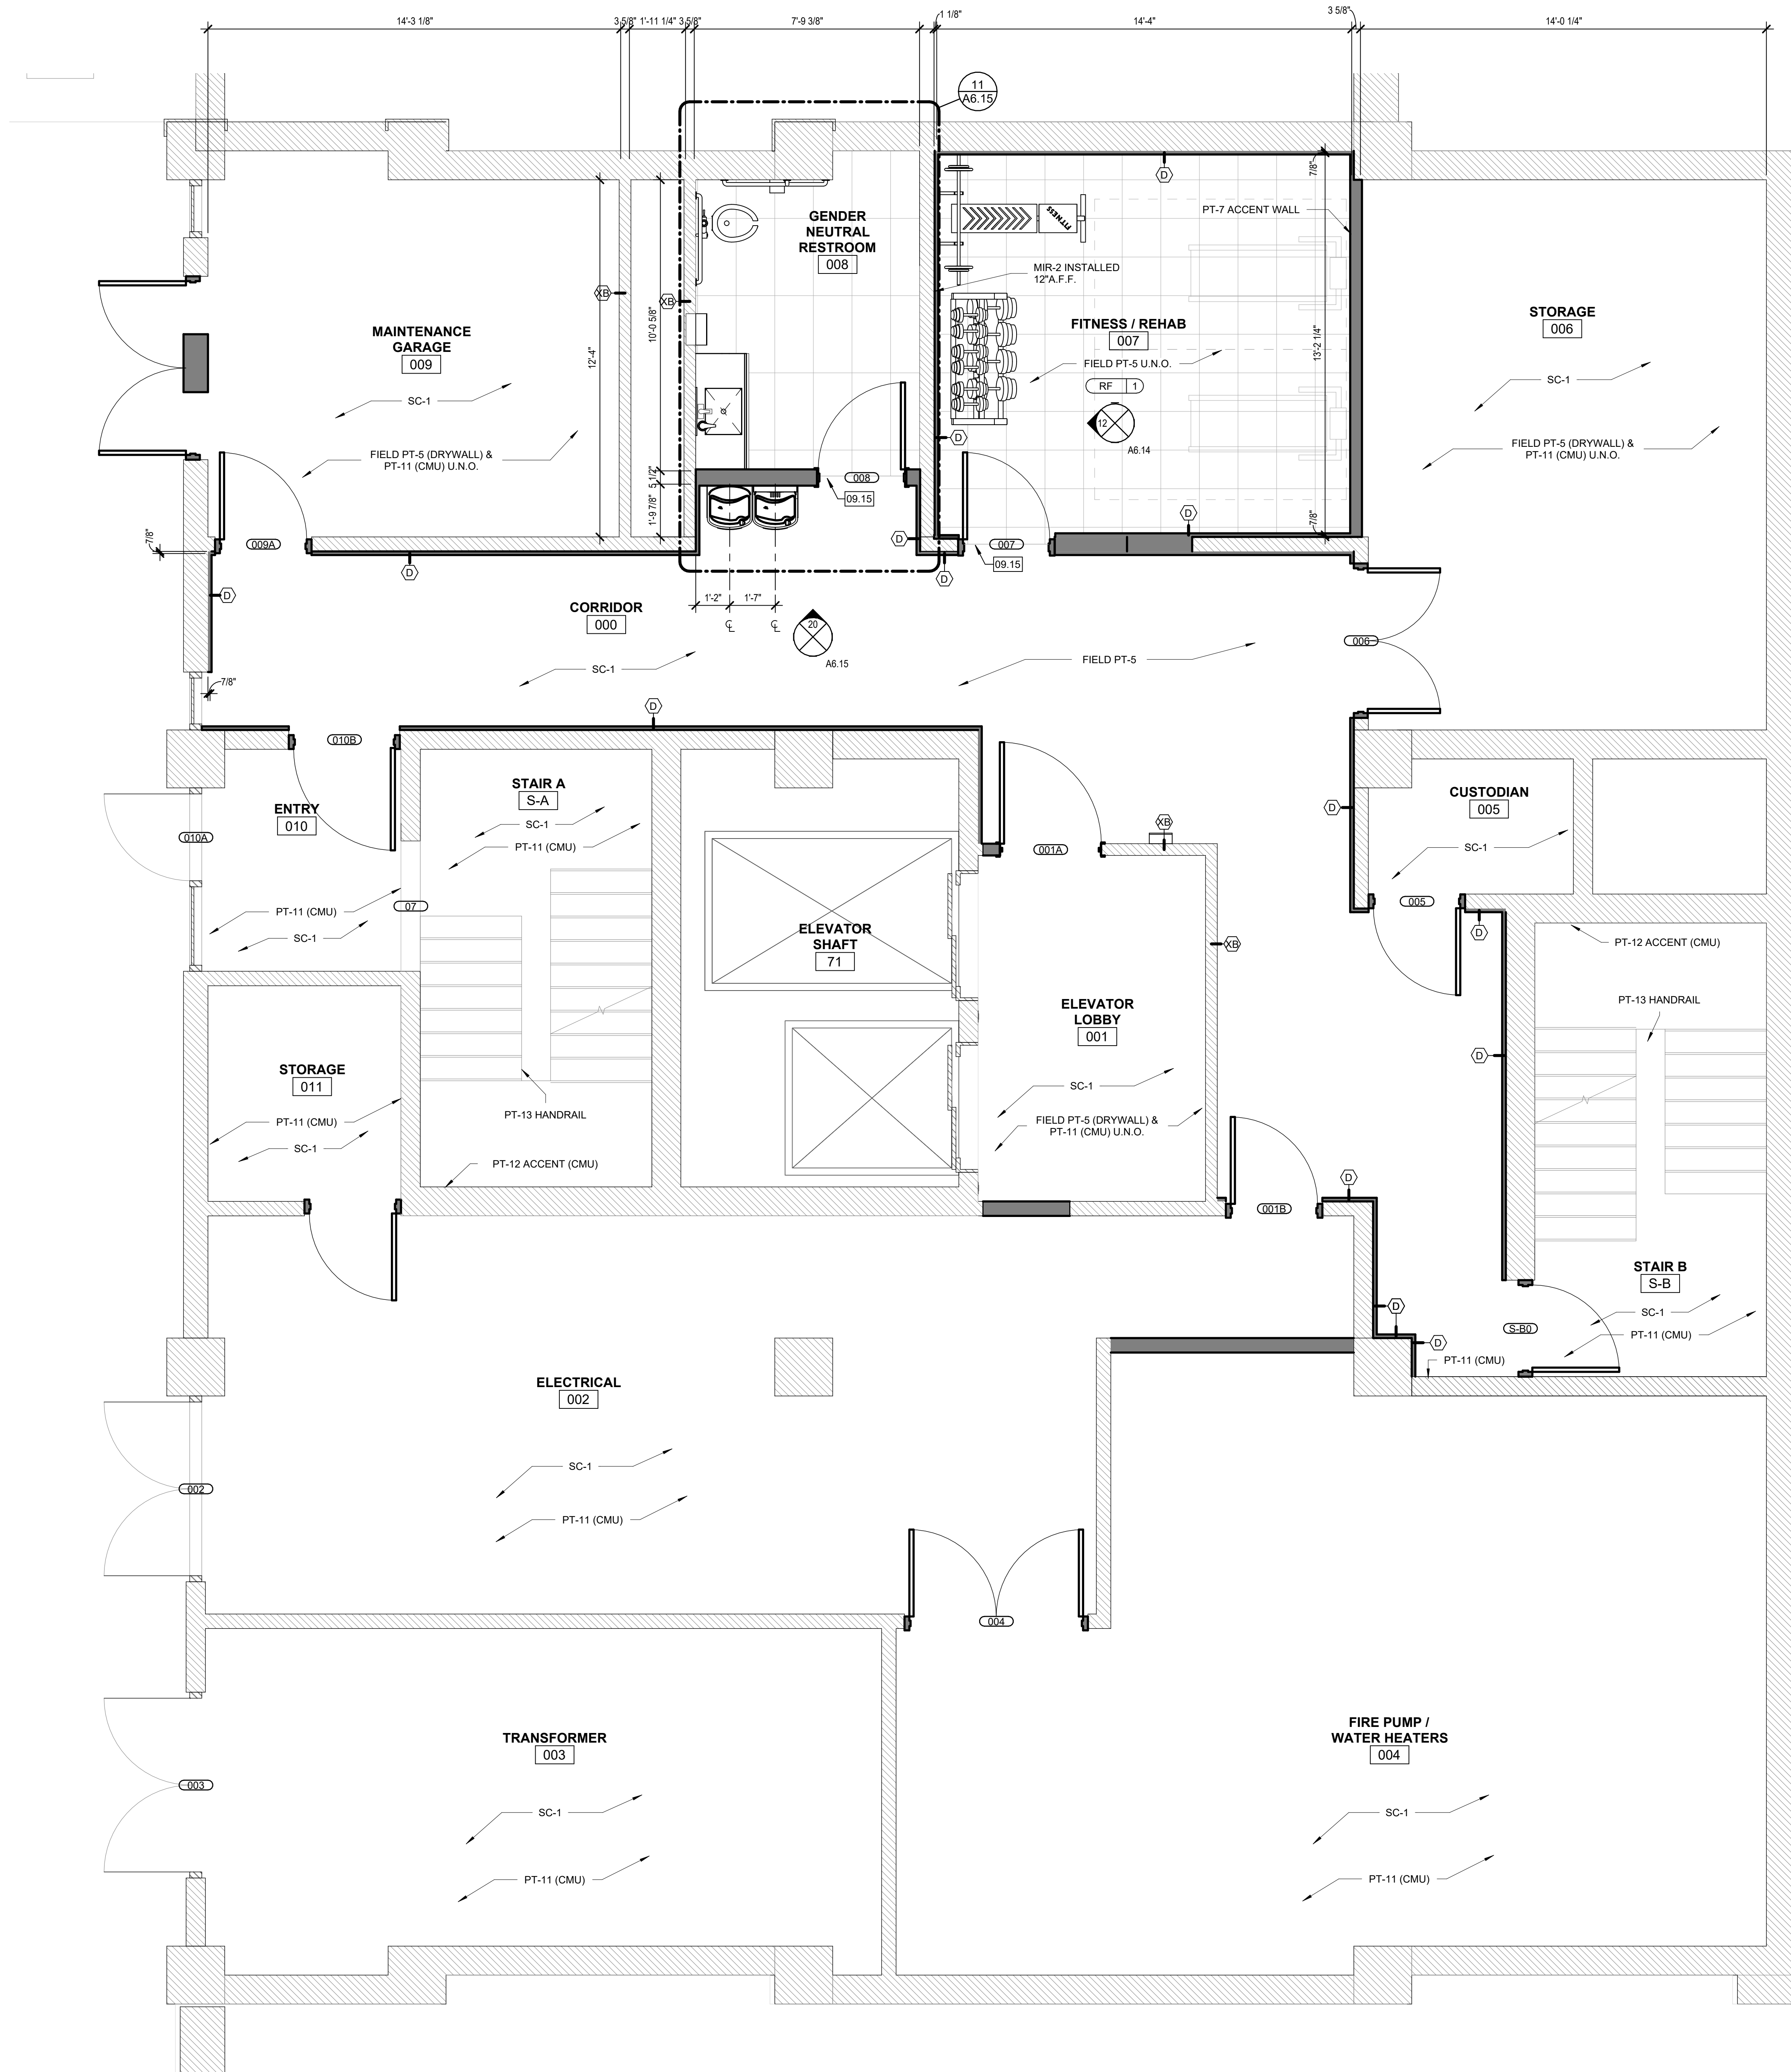 14'-3 1/8"
3 5/8"
1'-11 1/4"
3 5/8"
7'-9 3/8"
1 1/8"
14'-4"
3 5/8"
14'-0 1/4"
11
A6.15
D
7/8"
PT-7 ACCENT WALL
GENDER
NEUTRAL
RESTROOM
008
FITNESS
MIR-2 INSTALLED
12"A.F.F.
XB
XB
10'-0 5/8"
12'-4"
MAINTENANCE
GARAGE
009
SC-1
FIELD PT-5 (DRYWALL) &
PT-11 (CMU) U.N.O.
FITNESS / REHAB
007
FIELD PT-5 U.N.O.
RF 1
12
A6.14
13'-2 1/4"
STORAGE
006
SC-1
FIELD PT-5 (DRYWALL) &
PT-11 (CMU) U.N.O.
D
5 1/2"
008
09.15
1'-9 7/8"
D
7/8"
D
7/8"
009A
D
007
09.15
D
D
CORRIDOR
000
1'-2"
1'-7"
20
A6.15
006
SC-1
FIELD PT-5
7/8"
D
010B
STAIR A
S-A
SC-1
PT-11 (CMU)
ENTRY
010
010A
PT-11 (CMU)
SC-1
07
ELEVATOR
SHAFT
71
001A
XB
D
CUSTODIAN
005
SC-1
005
D
XB
PT-12 ACCENT (CMU)
PT-13 HANDRAIL
ELEVATOR
LOBBY
001
SC-1
FIELD PT-5 (DRYWALL) &
PT-11 (CMU) U.N.O.
D
STORAGE
011
PT-11 (CMU)
SC-1
PT-13 HANDRAIL
PT-12 ACCENT (CMU)
D
001B
STAIR B
S-B
SC-1
PT-11 (CMU)
D
D
S-B0
PT-11 (CMU)
ELECTRICAL
002
SC-1
PT-11 (CMU)
002
004
TRANSFORMER
003
SC-1
PT-11 (CMU)
003
FIRE PUMP /
WATER HEATERS
004
SC-1
PT-11 (CMU)